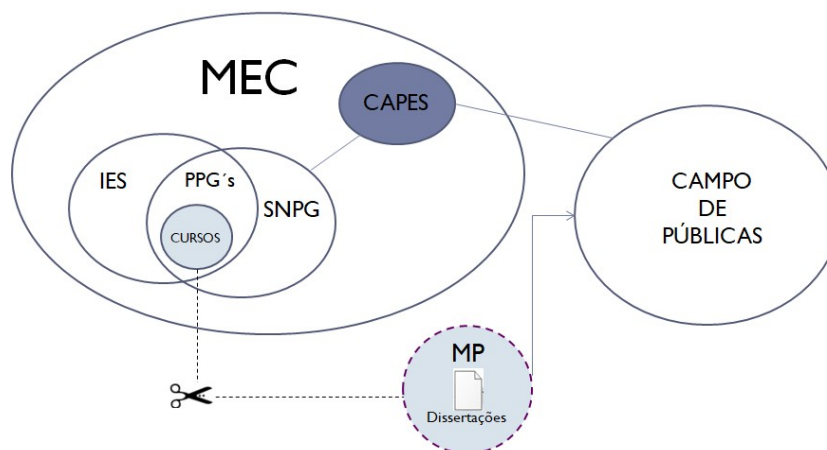 MEC
CAPES
IES
PPG´s
SNPG
CURSOS
CAMPO
DE
PÚBLICAS
MP
Dissertações